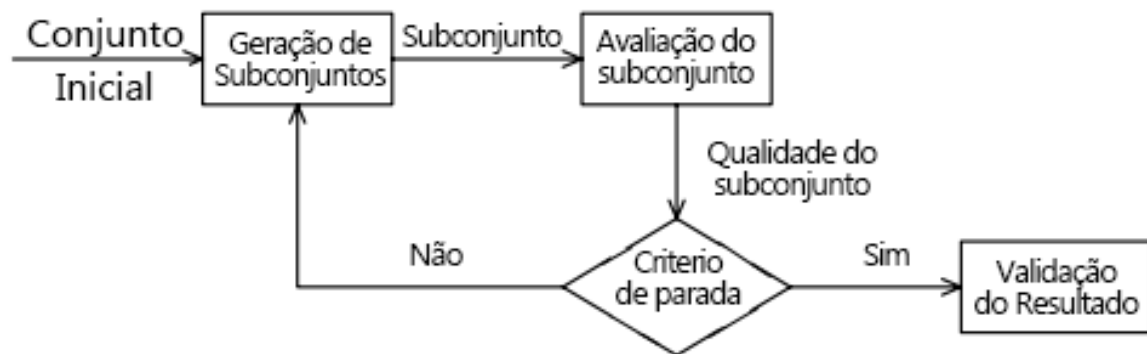 Conjunto
Inicial
Geração de
Subconjuntos
Subconjunto
Avaliação do
subconjunto
Qualidade do
subconjunto
Não
Criterio
de parada
Sim
Validação
do Resultado